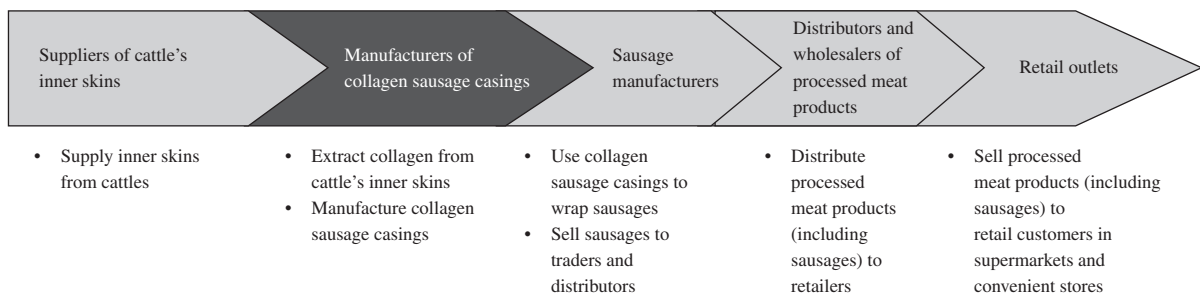 Suppliers of cattle's
inner skins
Manufacturers of
collagen sausage casings
Sausage
manufacturers
Distributors and
wholesalers of
processed meat
products
Retail outlets
• Supply inner skins
from cattles
• Extract collagen from
cattle's inner skins
• Manufacture collagen
sausage casings
• Use collagen
sausage casings to
wrap sausages
• Sell sausages to
traders and
distributors
• Distribute
processed
meat products
(including
sausages) to
retailers
• Sell processed
meat products (including
sausages) to
retail customers in
supermarkets and
convenient stores